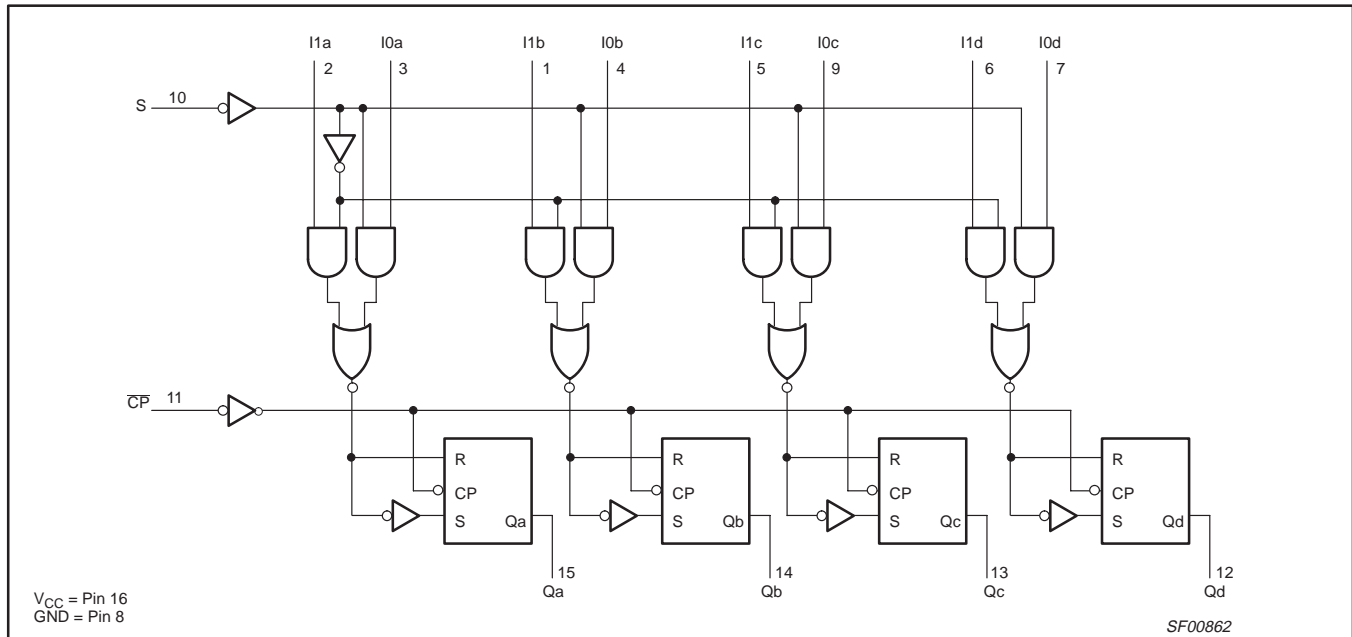 I1a I0a I1b I0b I1c I0c I1d I0d
2 3 1 4 5 9 6 7
S 10
C̅P̅ 11
R R R R
CP CP CP CP
S Qa S Qb S Qc S Qd
15 14 13 12
Qa Qb Qc Qd
VCC = Pin 16
GND = Pin 8
SF00862